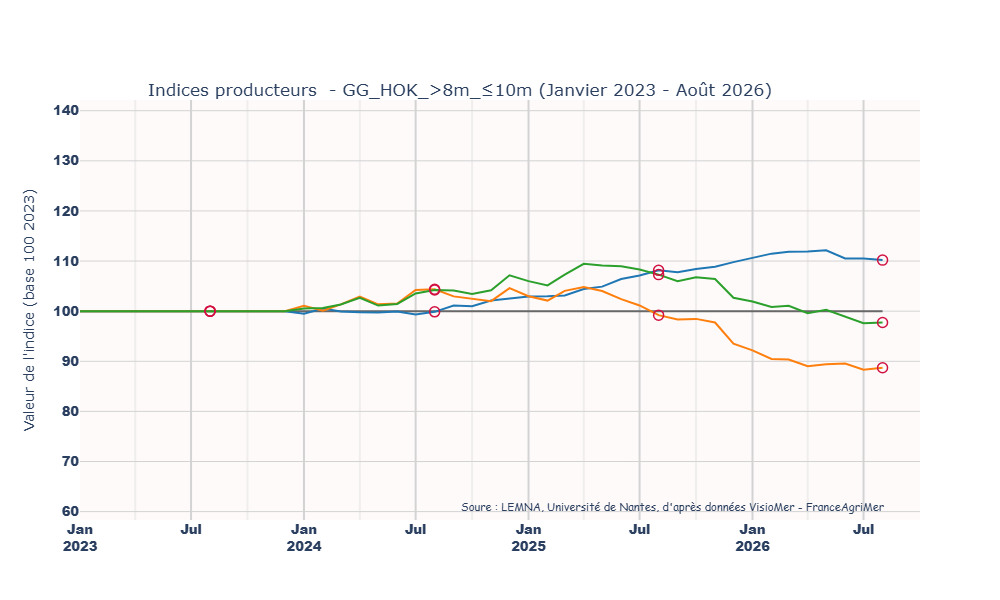 Indices producteurs  - GG_HOK_>8m_≤10m (Janvier 2023 - Août 2026)
Valeur de l'indice (base 100 2023)
140
130
120
110
100
90
80
70
60
Soure : LEMNA, Université de Nantes, d'après données VisioMer - FranceAgriMer
Jan Jul Jan Jul Jan Jul Jan Jul
2023 2024 2025 2026